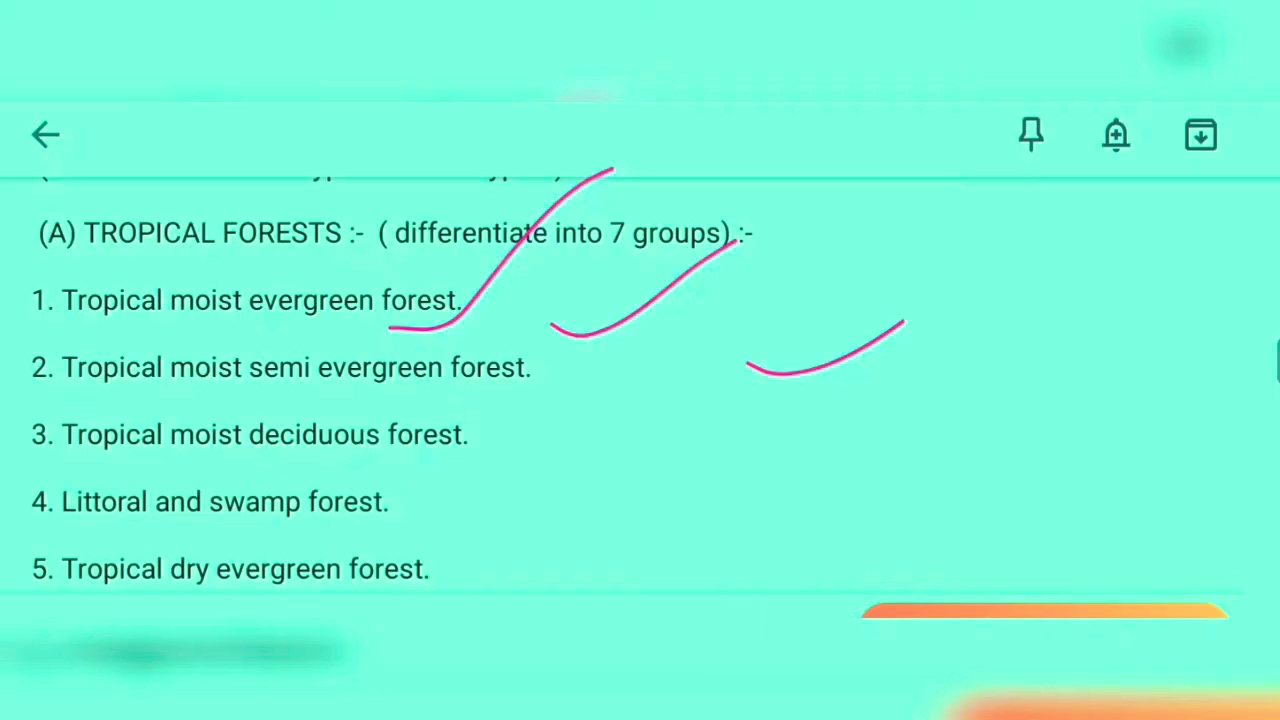 (A) TROPICAL FORESTS :- ( differentiate into 7 groups) :-
1. Tropical moist evergreen forest.
2. Tropical moist semi evergreen forest.
3. Tropical moist deciduous forest.
4. Littoral and swamp forest.
5. Tropical dry evergreen forest.